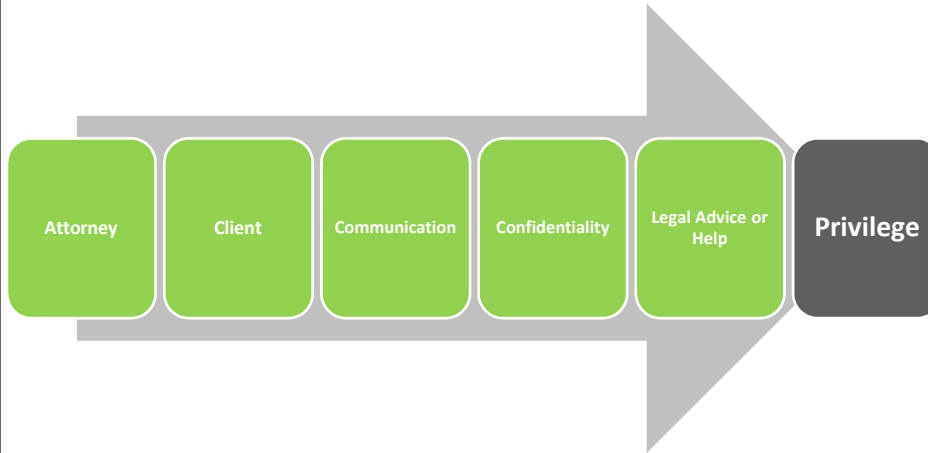 Attorney
Client
Communication
Confidentiality
Legal Advice or
Help
Privilege